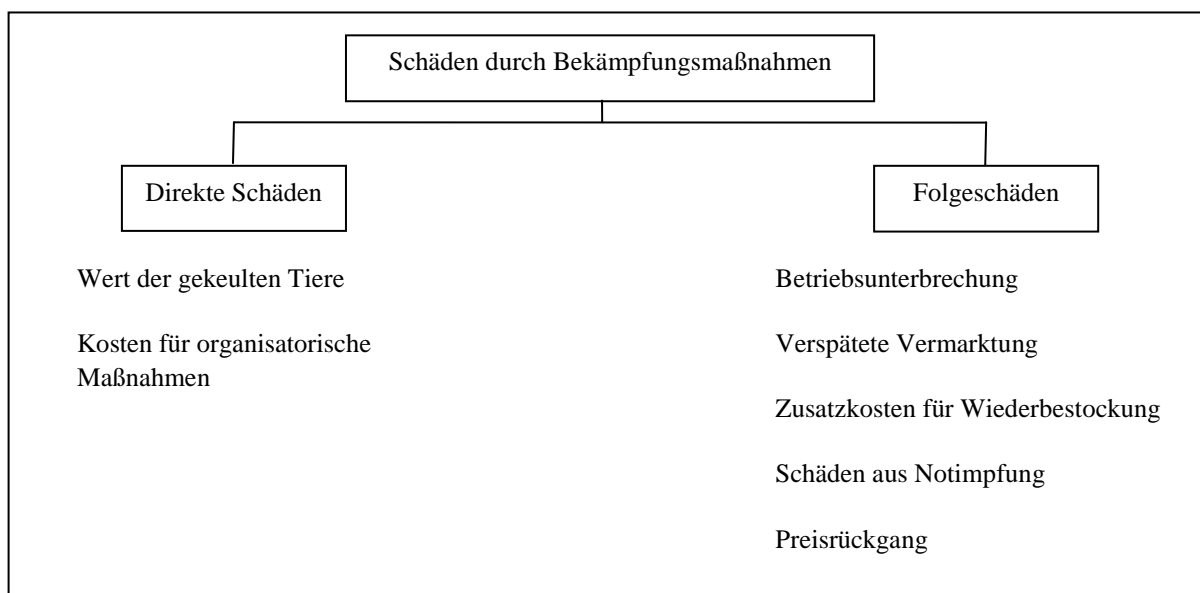 Schäden durch Bekämpfungsmaßnahmen
Direkte Schäden
Folgeschäden
Wert der gekeulten Tiere
Kosten für organisatorische
Maßnahmen
Betriebsunterbrechung
Verspätete Vermarktung
Zusatzkosten für Wiederbestockung
Schäden aus Notimpfung
Preisrückgang